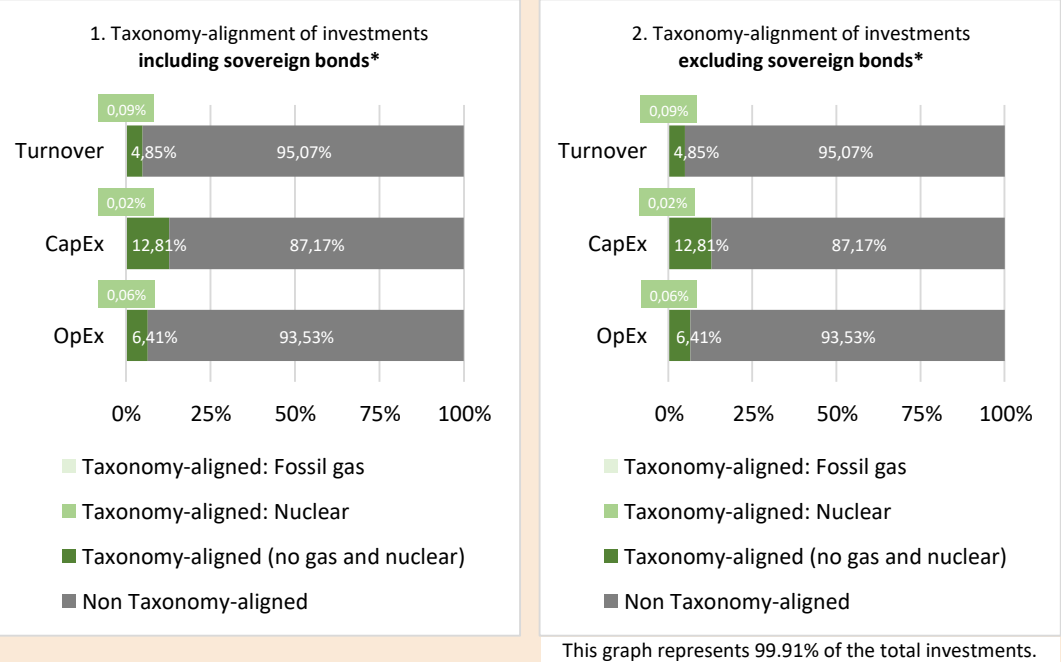 1. Taxonomy-alignment of investments
including sovereign bonds*
0,09%
Turnover
4,85%
95,07%
0,02%
CapEx
12,81%
87,17%
0,06%
OpEx
6,41%
93,53%
0%
25%
50%
75%
100%
Taxonomy-aligned: Fossil gas
Taxonomy-aligned: Nuclear
Taxonomy-aligned (no gas and nuclear)
Non Taxonomy-aligned
2. Taxonomy-alignment of investments
excluding sovereign bonds*
0,09%
Turnover
4,85%
95,07%
0,02%
CapEx
12,81%
87,17%
0,06%
OpEx
6,41%
93,53%
0%
25%
50%
75%
100%
Taxonomy-aligned: Fossil gas
Taxonomy-aligned: Nuclear
Taxonomy-aligned (no gas and nuclear)
Non Taxonomy-aligned
This graph represents 99.91% of the total investments.